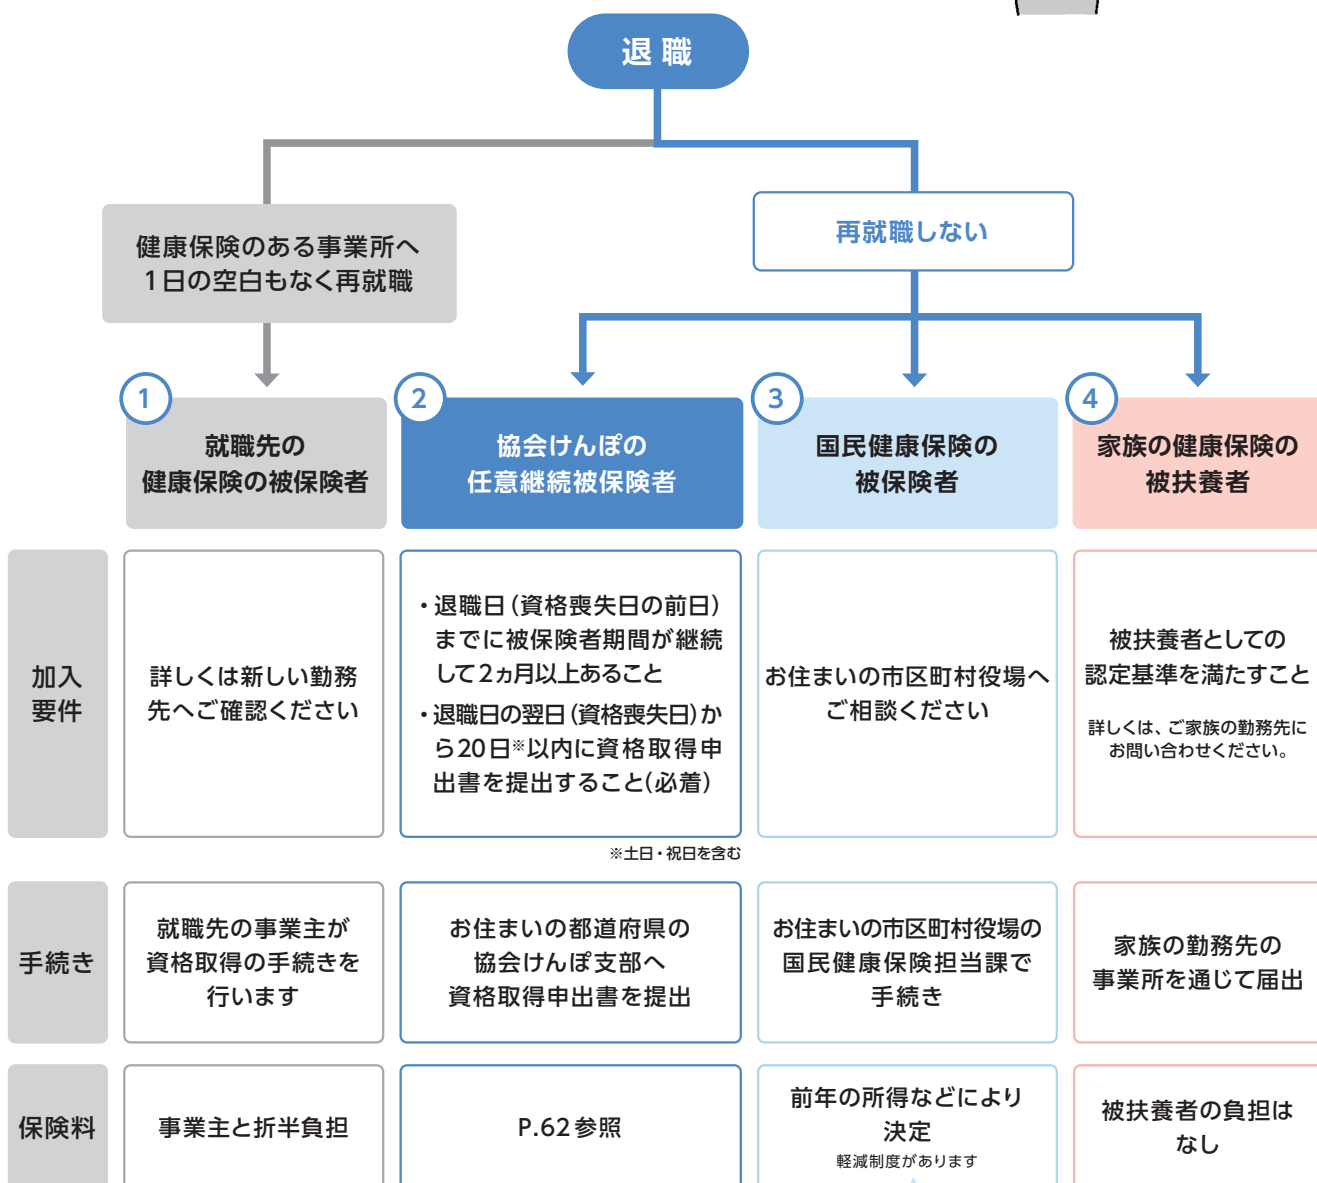 退職
健康保険のある事業所へ
1日の空白もなく再就職
再就職しない
1
就職先の
健康保険の被保険者
2
協会けんぽの
任意継続被保険者
3
国民健康保険の
被保険者
4
家族の健康保険の
被扶養者
加入
要件
詳しくは新しい勤務
先へご確認ください
・退職日(資格喪失日の前日)
までに被保険者期間が継続
して2ヵ月以上あること
・退職日の翌日(資格喪失日)か
ら20日※以内に資格取得申
出書を提出すること(必着)
※土日・祝日を含む
お住まいの市区町村役場へ
ご相談ください
被扶養者としての
認定基準を満たすこと
詳しくは、ご家族の勤務先に
お問い合わせください。
手続き
就職先の事業主が
資格取得の手続きを
行います
お住まいの都道府県の
協会けんぽ支部へ
資格取得申出書を提出
お住まいの市区町村役場の
国民健康保険担当課で
手続き
家族の勤務先の
事業所を通じて届出
保険料
事業主と折半負担
P.62参照
前年の所得などにより
決定
軽減制度があります
被扶養者の負担は
なし